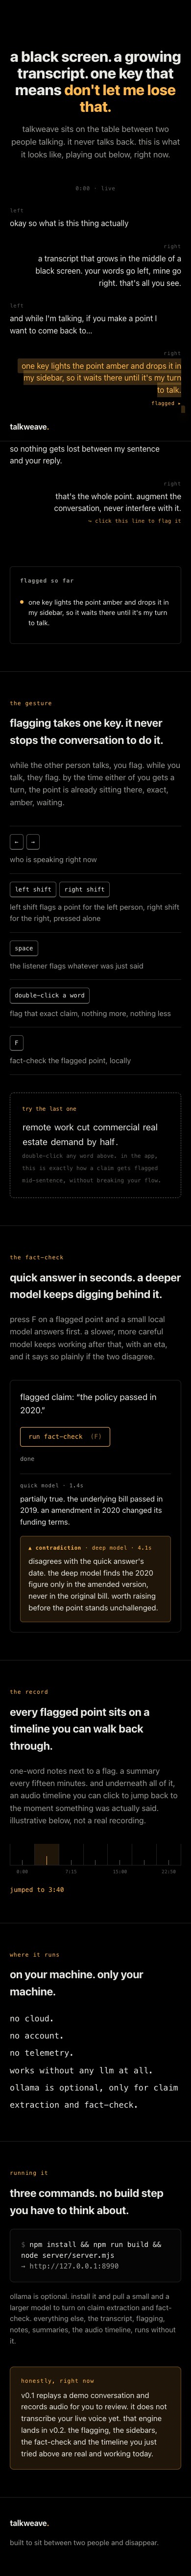 a black screen. a growing
transcript. one key that
means don't let me lose
that.
talkweave sits on the table between two
people talking. it never talks back. this is what
it looks like, playing out below, right now.
0:00 · live
left
okay so what is this thing actually
right
a transcript that grows in the middle of a
black screen. your words go left, mine go
right. that's all you see.
left
and while I'm talking, if you make a point I
want to come back to...
right
one key lights the point amber and drops it in
my sidebar, so it waits there until it's my turn
to talk.
flagged
talkweave.
so nothing gets lost between my sentence
and your reply.
right
that's the whole point. augment the
conversation, never interfere with it.
click this line to flag it
flagged so far
one key lights the point amber and drops it in
my sidebar, so it waits there until it's my turn
to talk.
the gesture
flagging takes one key. it never
stops the conversation to do it.
while the other person talks, you flag. while you
talk, they flag. by the time either of you gets a
turn, the point is already sitting there, exact,
amber, waiting.
← →
who is speaking right now
left shift right shift
left shift flags a point for the left person, right shift
for the right, pressed alone
space
the listener flags whatever was just said
double-click a word
flag that exact claim, nothing more, nothing less
F
fact-check the flagged point, locally
try the last one
remote work cut commercial real
estate demand by half.
double-click any word above. in the app,
this is exactly how a claim gets flagged
mid-sentence, without breaking your flow.
the fact-check
quick answer in seconds. a deeper
model keeps digging behind it.
press F on a flagged point and a small local
model answers first. a slower, more careful
model keeps working after that, with an eta,
and it says so plainly if the two disagree.
flagged claim: "the policy passed in
2020."
run fact-check (F)
done
quick model · 1.4s
partially true. the underlying bill passed in
2019. an amendment in 2020 changed its
funding terms.
▲ contradiction · deep model · 4.1s
disagrees with the quick answer's
date. the deep model finds the 2020
figure only in the amended version,
never in the original bill. worth raising
before the point stands unchallenged.
the record
every flagged point sits on a
timeline you can walk back
through.
one-word notes next to a flag. a summary
every fifteen minutes. and underneath all of it,
an audio timeline you can click to jump back to
the moment something was actually said.
illustrative below, not a real recording.
0:00 7:15 15:00 22:50
jumped to 3:40
where it runs
on your machine. only your
machine.
no cloud.
no account.
no telemetry.
works without any llm at all.
ollama is optional, only for claim
extraction and fact-check.
running it
three commands. no build step
you have to think about.
$ npm install && npm run build &&
node server/server.mjs
→ http://127.0.0.1:8990
ollama is optional. install it and pull a small and a
larger model to turn on claim extraction and fact-
check. everything else, the transcript, flagging,
notes, summaries, the audio timeline, runs without
it.
honestly, right now
v0.1 replays a demo conversation and
records audio for you to review. it does not
transcribe your live voice yet. that engine
lands in v0.2. the flagging, the sidebars,
the fact-check and the timeline you just
tried above are real and working today.
talkweave.
built to sit between two people and disappear.